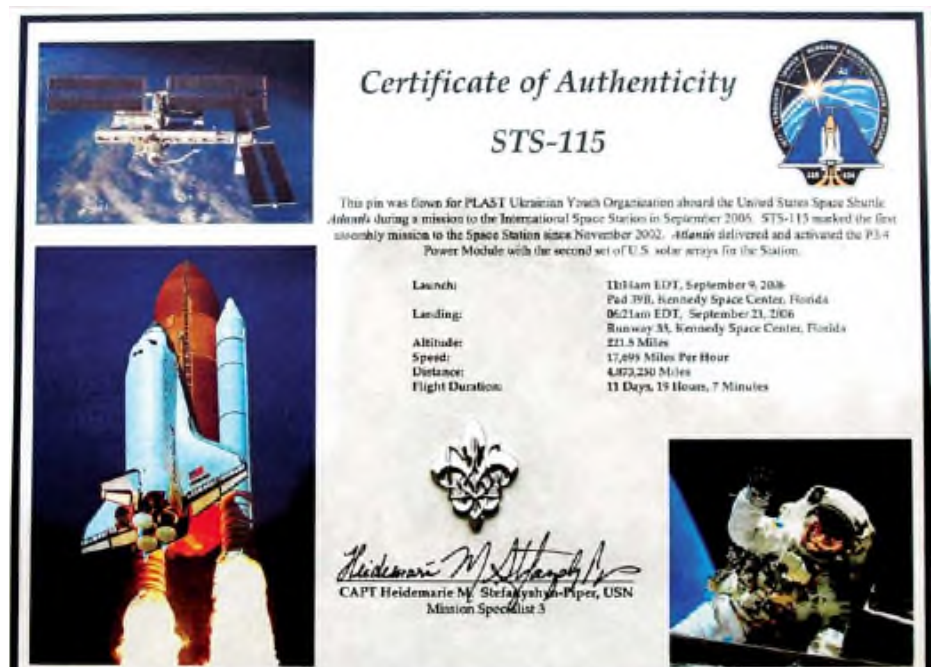 Certificate of Authenticity
STS-115
This pin was flown for PLAST Ukrainian Youth Organization aboard the United States Space Shuttle
Atlantis during a mission to the International Space Station in September 2006. STS-115 marked the first
assembly mission to the Space Station since November 2002. Atlantis delivered and activated the P3/4
Power Module with the second set of U.S. solar arrays for the Station.
Launch: 11:14am EDT, September 9, 2006
Pad 39B, Kennedy Space Center, Florida
Landing: 06:21am EDT, September 21, 2006
Runway 33, Kennedy Space Center, Florida
Altitude: 221.5 Miles
Speed: 17,695 Miles Per Hour
Distance: 4,873,250 Miles
Flight Duration: 11 Days, 19 Hours, 7 Minutes
Heidemarie M Stefanyshyn-Piper
CAPT Heidemarie M. Stefanyshyn-Piper, USN
Mission Specialist 3